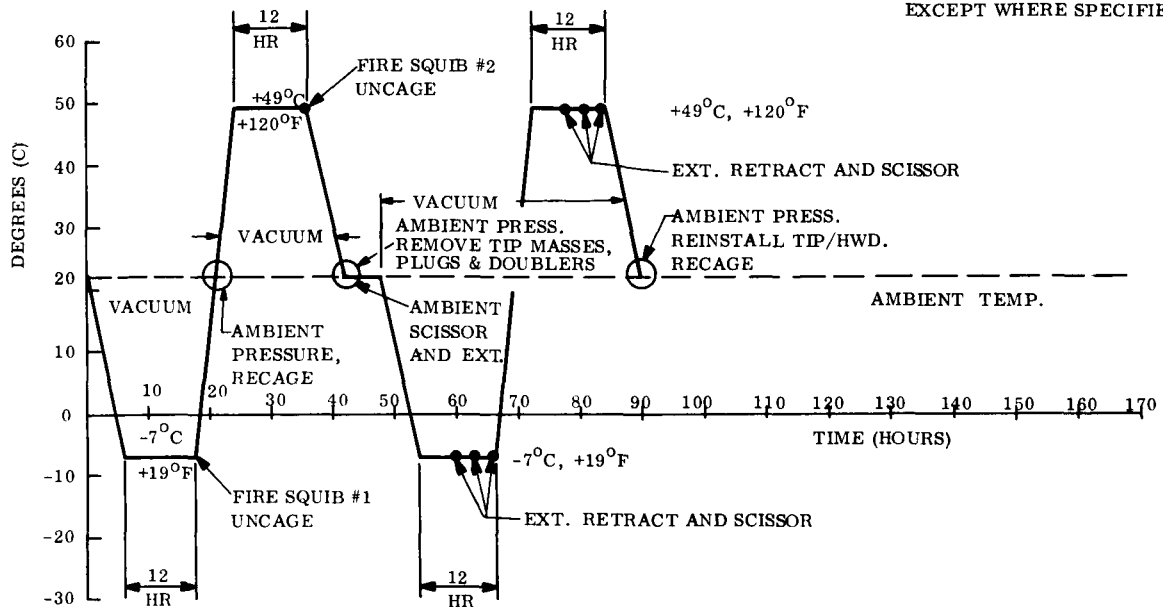 EXCEPT WHERE SPECIFIE
12
HR
12
HR
60
50
40
30
20
10
0
-10
-20
-30
DEGREES (C)
FIRE SQUIB #2
UNCAGE
+49°C
+120°F
+49°C, +120°F
EXT. RETRACT AND SCISSOR
VACUUM
AMBIENT PRESS.
REMOVE TIP MASSES,
PLUGS & DOUBLERS
VACUUM
AMBIENT PRESS.
REINSTALL TIP/HWD.
RECAGE
VACUUM
AMBIENT TEMP.
AMBIENT
PRESSURE,
RECAGE
AMBIENT
SCISSOR
AND EXT.
10 20 30 40 50 60 70 80 90 100 110 120 130 140 150 160 170
TIME (HOURS)
-7°C
+19°F
-7°C, +19°F
FIRE SQUIB #1
UNCAGE
EXT. RETRACT AND SCISSOR
12
HR
12
HR